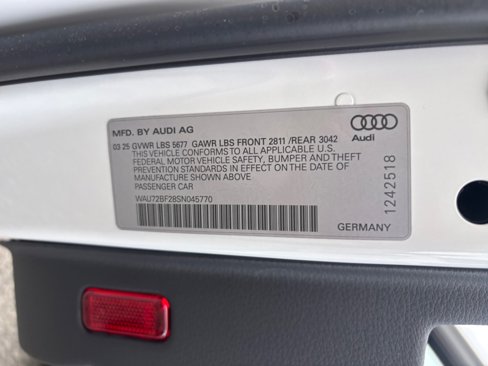 MFD. BY AUDI AG
03 25 GVWR LBS 5677 GAWR LBS FRONT 2811 /REAR 3042
THIS VEHICLE CONFORMS TO ALL APPLICABLE U.S.
FEDERAL MOTOR VEHICLE SAFETY, BUMPER AND THEFT
PREVENTION STANDARDS IN EFFECT ON THE DATE OF
MANUFACTURE SHOWN ABOVE
PASSENGER CAR
WAU72BF28SN045770
Audi
1242518
GERMANY